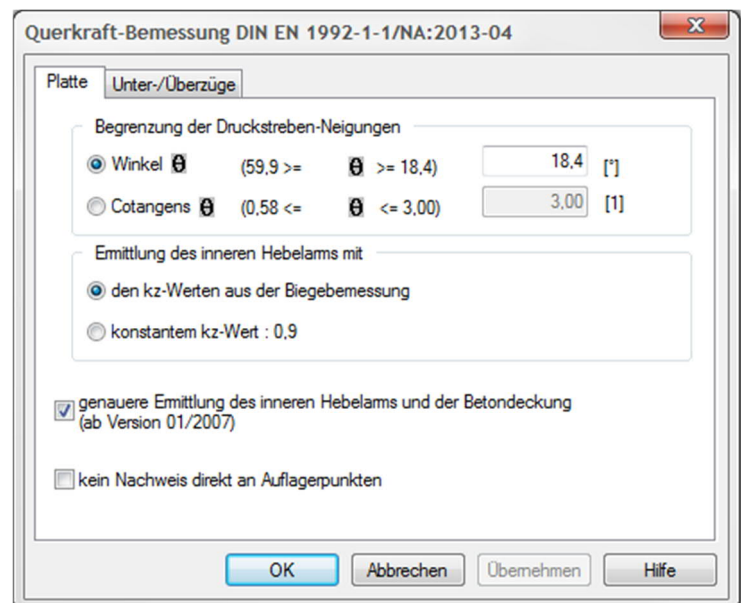 Querkraft-Bemessung DIN EN 1992-1-1/NA:2013-04
Platte Unter-/Überzüge
Begrenzung der Druckstreben-Neigungen
Winkel θ (59,9 >= θ >= 18,4) 18,4 [°]
Cotangens θ (0,58 <= θ <= 3,00) 3,00 [1]
Ermittlung des inneren Hebelarms mit
den kz-Werten aus der Biegebemessung
konstantem kz-Wert : 0,9
genauere Ermittlung des inneren Hebelarms und der Betondeckung
(ab Version 01/2007)
kein Nachweis direkt an Auflagerpunkten
OK Abbrechen Übernehmen Hilfe